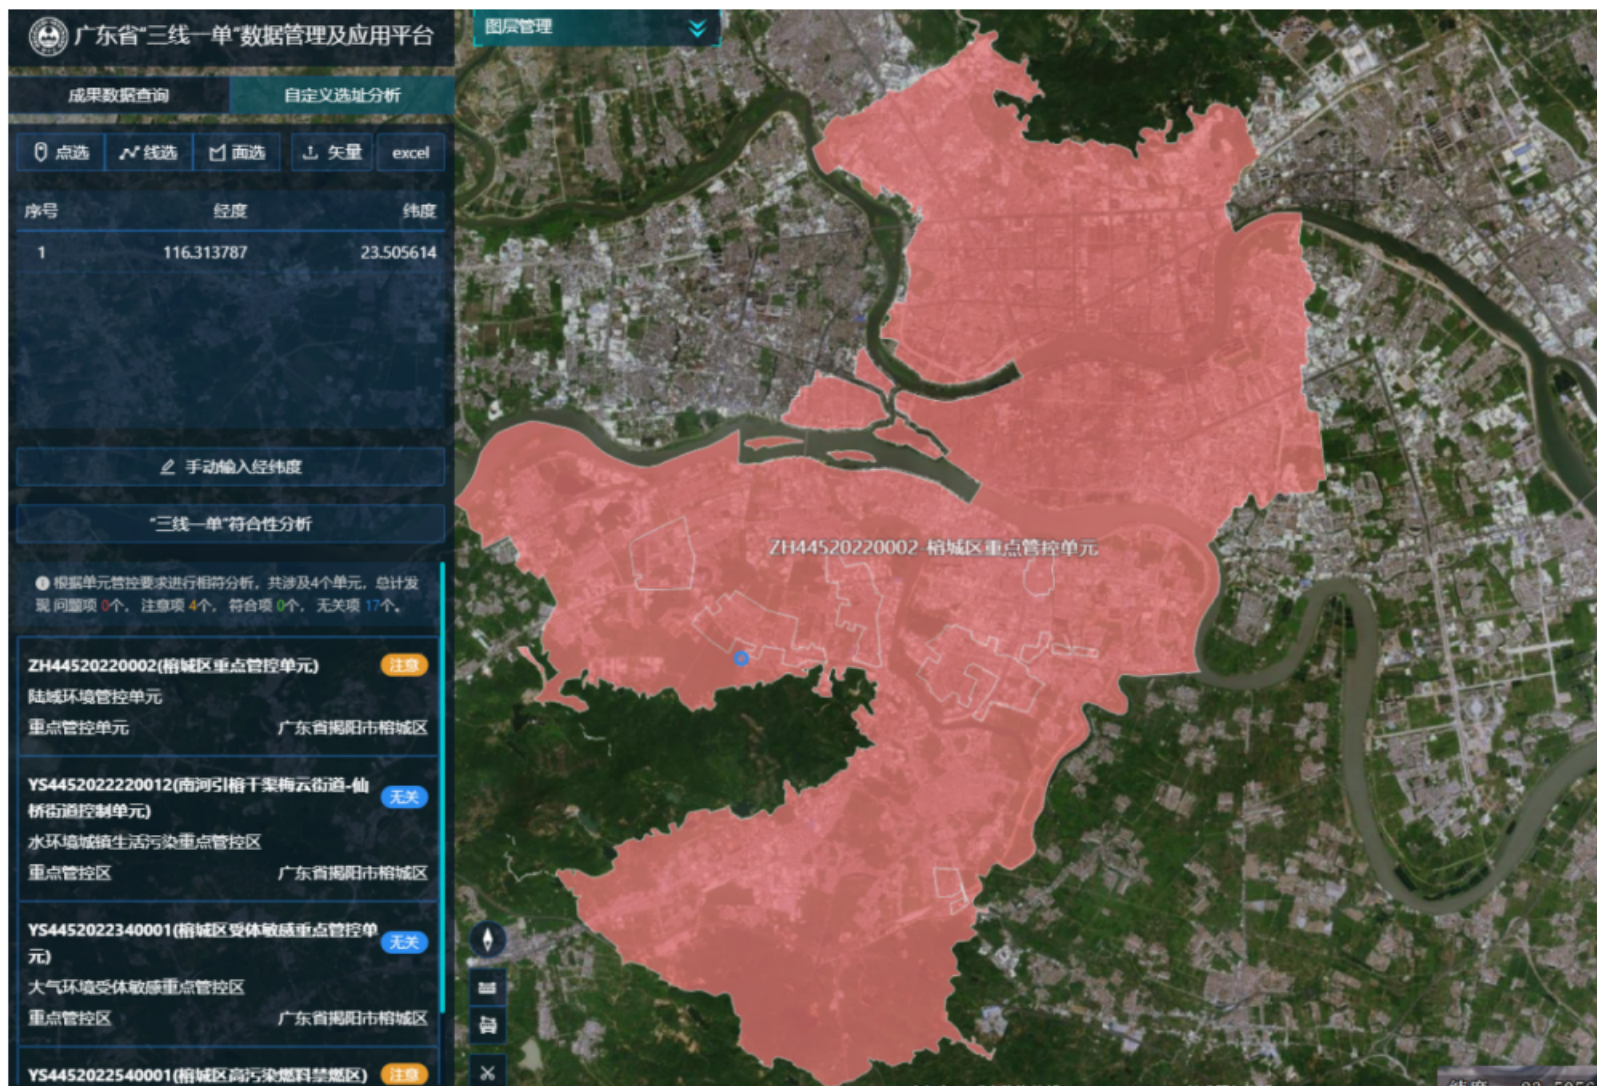 广东省“三线一单”数据管理及应用平台
图层管理
成果数据查询 自定义选址分析
点选 线选 面选 矢量 excel
序号 经度 纬度
1 116.313787 23.505614
手动输入经纬度
“三线一单”符合性分析
根据单元管控要求进行相符分析，共涉及4个单元，总计发
现 问题项 0个， 注意项 4个， 符合项 0个， 无关项 17个。
ZH44520220002-榕城区重点管控单元
ZH44520220002(榕城区重点管控单元) 注意
陆域环境管控单元
重点管控单元 广东省揭阳市榕城区
YS4452022220012(南河引榕干渠梅云街道-仙
桥街道控制单元) 无关
水环境城镇生活污染重点管控区
重点管控区 广东省揭阳市榕城区
YS4452022340001(榕城区受体敏感重点管控单
元) 无关
大气环境受体敏感重点管控区
重点管控区 广东省揭阳市榕城区
YS4452022540001(榕城区高污染燃料禁燃区) 注意